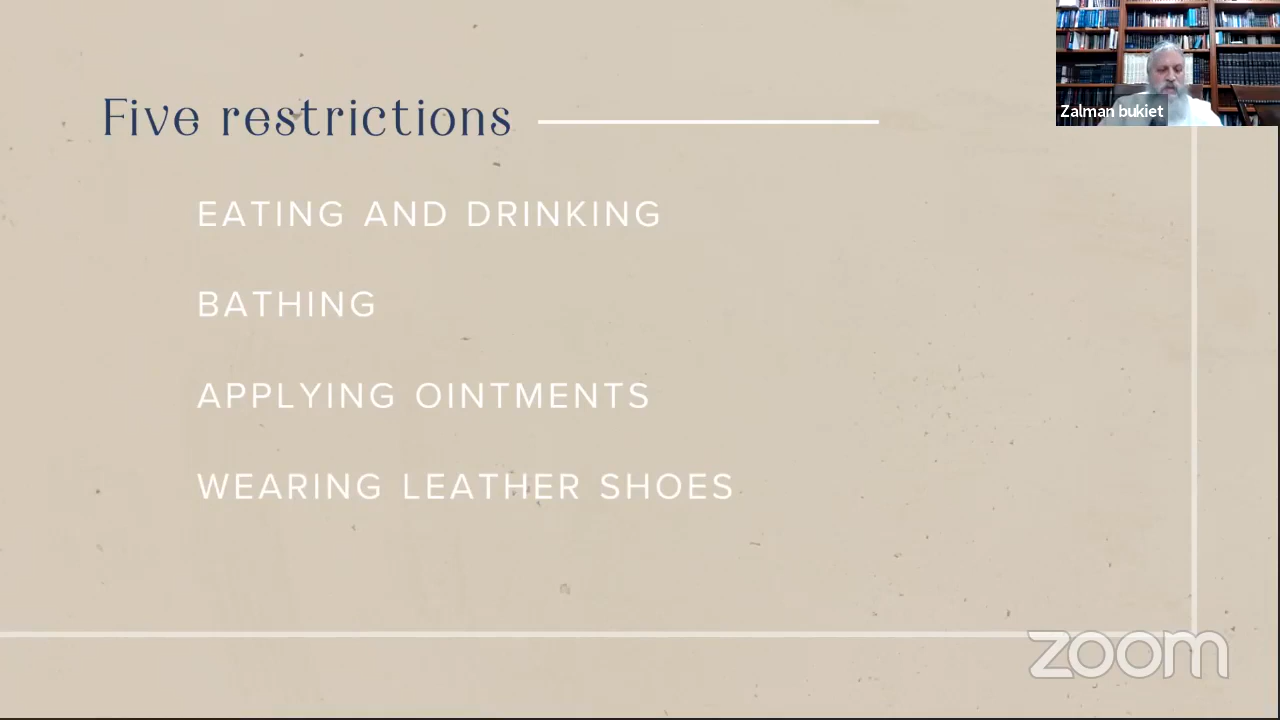 Five restrictions
EATING AND DRINKING
BATHING
APPLYING OINTMENTS
WEARING LEATHER SHOES
Zalman bukiet
zoom